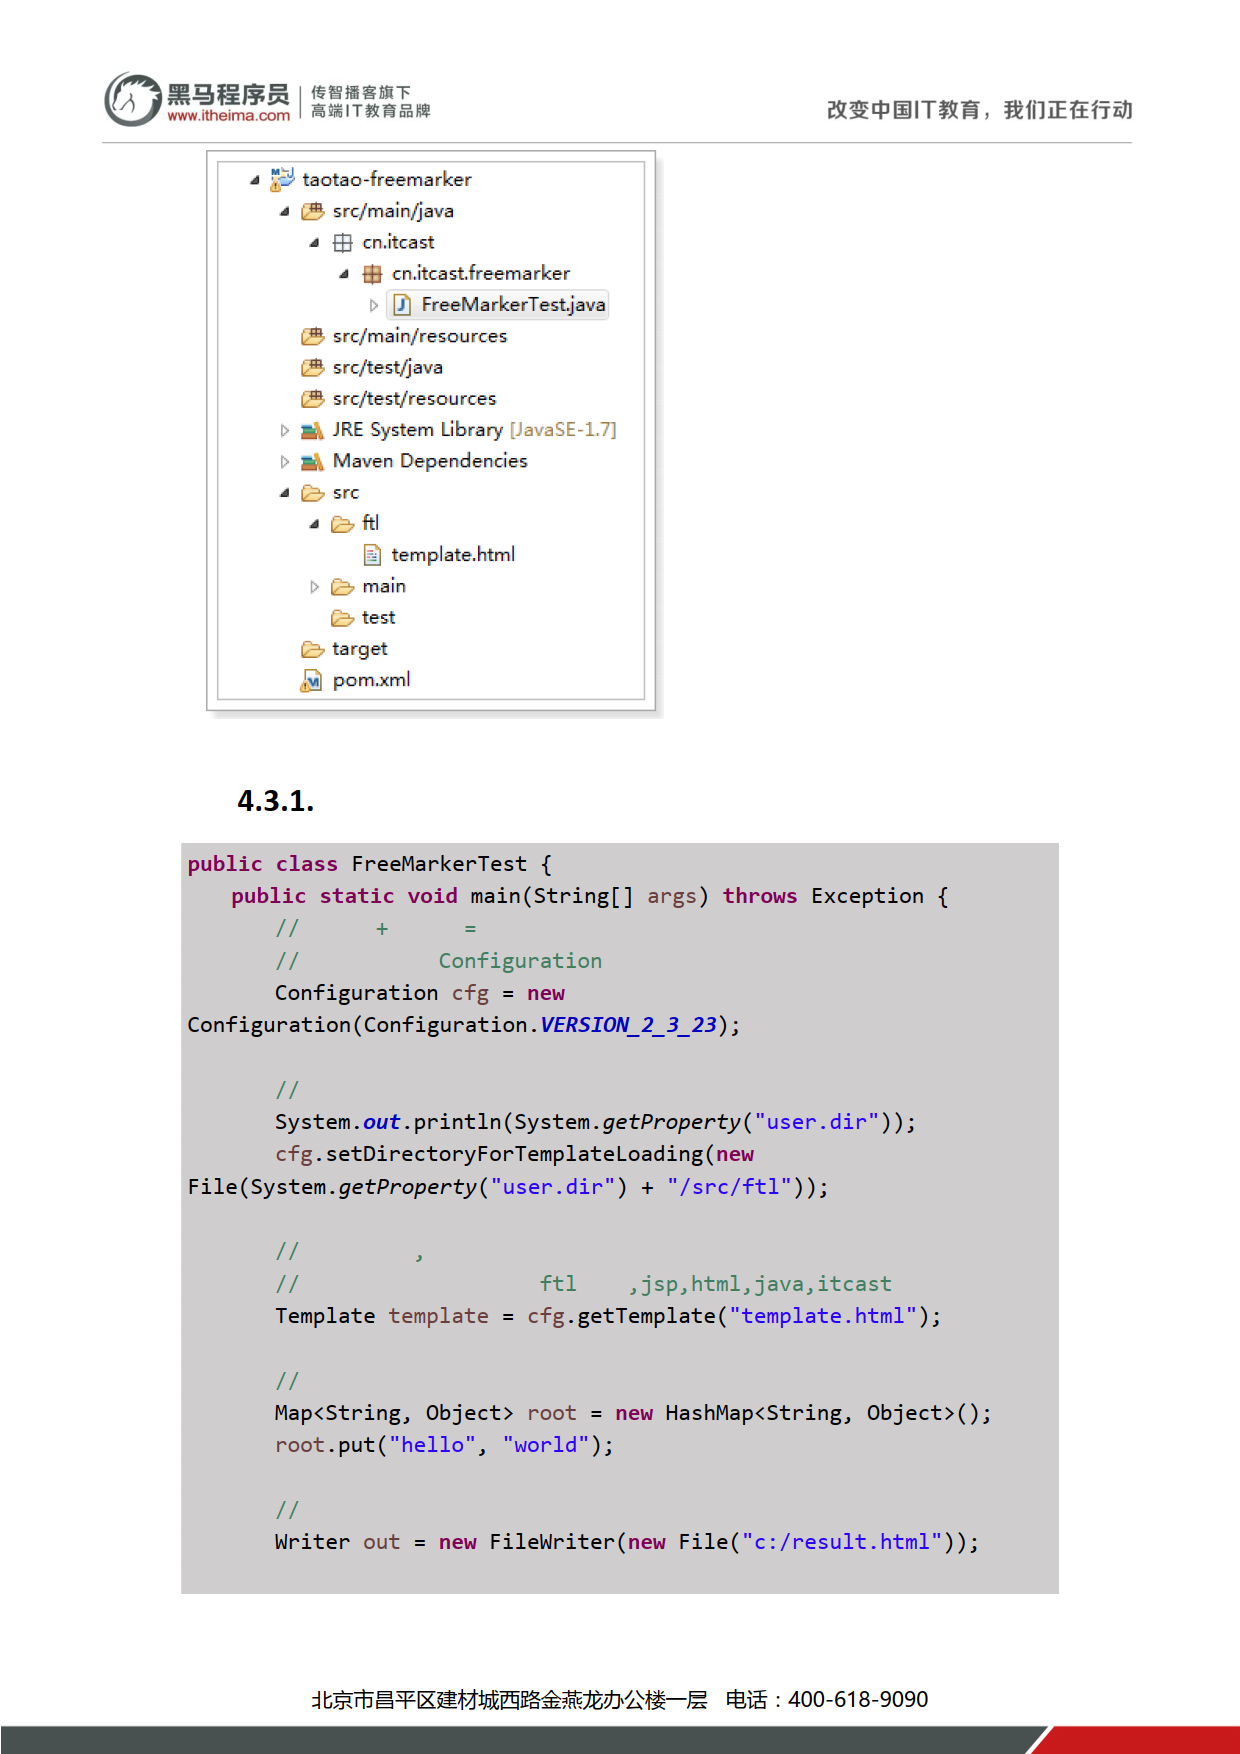 黑马程序员
www.itheima.com
传智播客旗下
高端IT教育品牌
改变中国IT教育，我们正在行动
taotao-freemarker
src/main/java
cn.itcast
cn.itcast.freemarker
FreeMarkerTest.java
src/main/resources
src/test/java
src/test/resources
JRE System Library [JavaSE-1.7]
Maven Dependencies
src
ftl
template.html
main
test
target
pom.xml
4.3.1.
public class FreeMarkerTest {
public static void main(String[] args) throws Exception {
// + =
// Configuration
Configuration cfg = new
Configuration(Configuration.VERSION_2_3_23);
//
System.out.println(System.getProperty("user.dir"));
cfg.setDirectoryForTemplateLoading(new
File(System.getProperty("user.dir") + "/src/ftl"));
// ,
// ftl ,jsp,html,java,itcast
Template template = cfg.getTemplate("template.html");
//
Map<String, Object> root = new HashMap<String, Object>();
root.put("hello", "world");
//
Writer out = new FileWriter(new File("c:/result.html"));
北京市昌平区建材城西路金燕龙办公楼一层 电话：400-618-9090